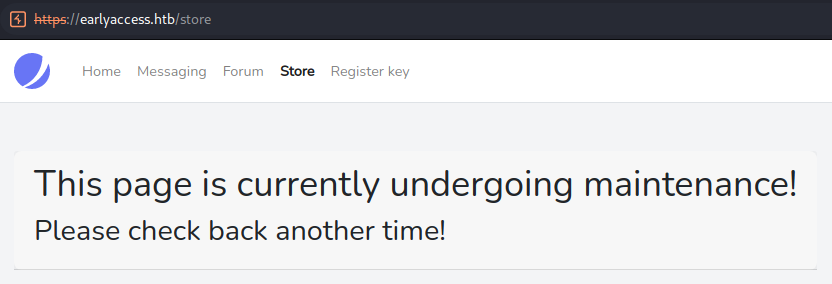 https://earlyaccess.htb/store
Home Messaging Forum Store Register key
This page is currently undergoing maintenance!
Please check back another time!